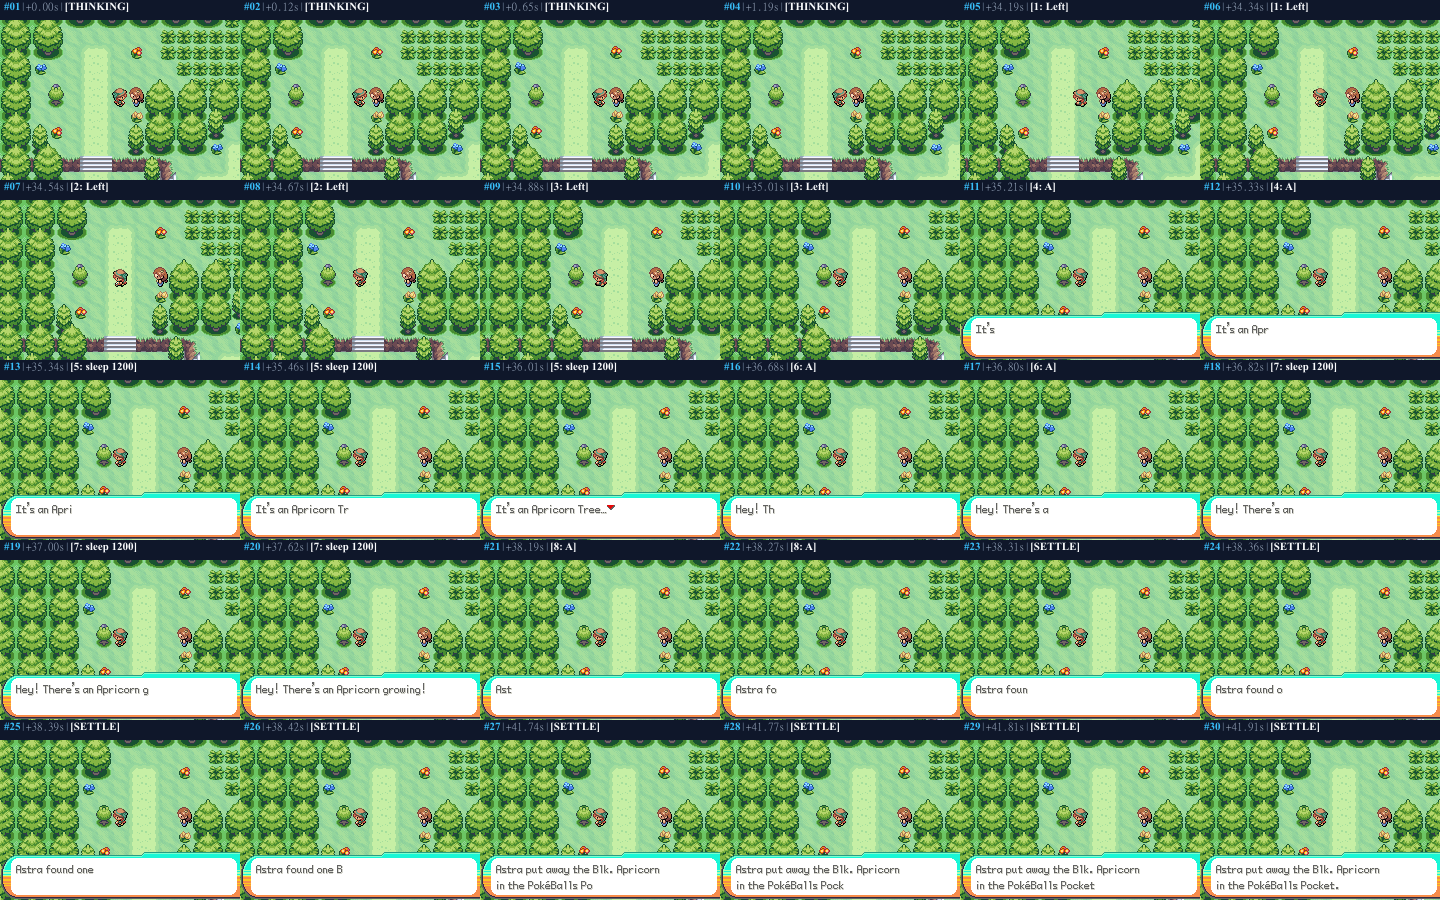 #01 | +0.00s | [THINKING]
#02 | +0.12s | [THINKING]
#03 | +0.65s | [THINKING]
#04 | +1.19s | [THINKING]
#05 | +34.19s | [1: Left]
#06 | +34.34s | [1: Left]
#07 | +34.54s | [2: Left]
#08 | +34.67s | [2: Left]
#09 | +34.88s | [3: Left]
#10 | +35.01s | [3: Left]
#11 | +35.21s | [4: A]
#12 | +35.33s | [4: A]
It's
It's an Apr
#13 | +35.34s | [5: sleep 1200]
#14 | +35.46s | [5: sleep 1200]
#15 | +36.01s | [5: sleep 1200]
#16 | +36.68s | [6: A]
#17 | +36.80s | [6: A]
#18 | +36.82s | [7: sleep 1200]
It's an Apri
It's an Apricorn Tr
It's an Apricorn Tree...
Hey! Th
Hey! There's a
Hey! There's an
#19 | +37.00s | [7: sleep 1200]
#20 | +37.62s | [7: sleep 1200]
#21 | +38.19s | [8: A]
#22 | +38.27s | [8: A]
#23 | +38.31s | [SETTLE]
#24 | +38.36s | [SETTLE]
Hey! There's an Apricorn g
Hey! There's an Apricorn growing!
Ast
Astra fo
Astra foun
Astra found o
#25 | +38.39s | [SETTLE]
#26 | +38.42s | [SETTLE]
#27 | +41.74s | [SETTLE]
#28 | +41.77s | [SETTLE]
#29 | +41.81s | [SETTLE]
#30 | +41.91s | [SETTLE]
Astra found one
Astra found one B
Astra put away the Blk. Apricorn
in the PokéBalls Po
Astra put away the Blk. Apricorn
in the PokéBalls Pock
Astra put away the Blk. Apricorn
in the PokéBalls Pocket
Astra put away the Blk. Apricorn
in the PokéBalls Pocket.